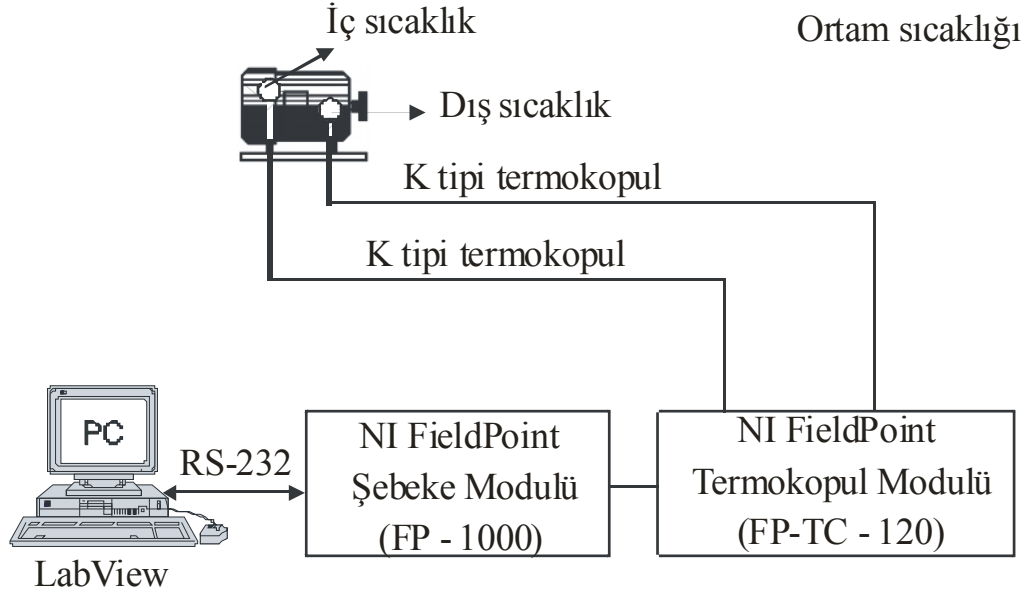 İç sıcaklık
Ortam sıcaklığı
Dış sıcaklık
K tipi termokopul
K tipi termokopul
PC
RS-232
NI FieldPoint
Şebeke Modulü
(FP - 1000)
NI FieldPoint
Termokopul Modulü
(FP-TC - 120)
LabView